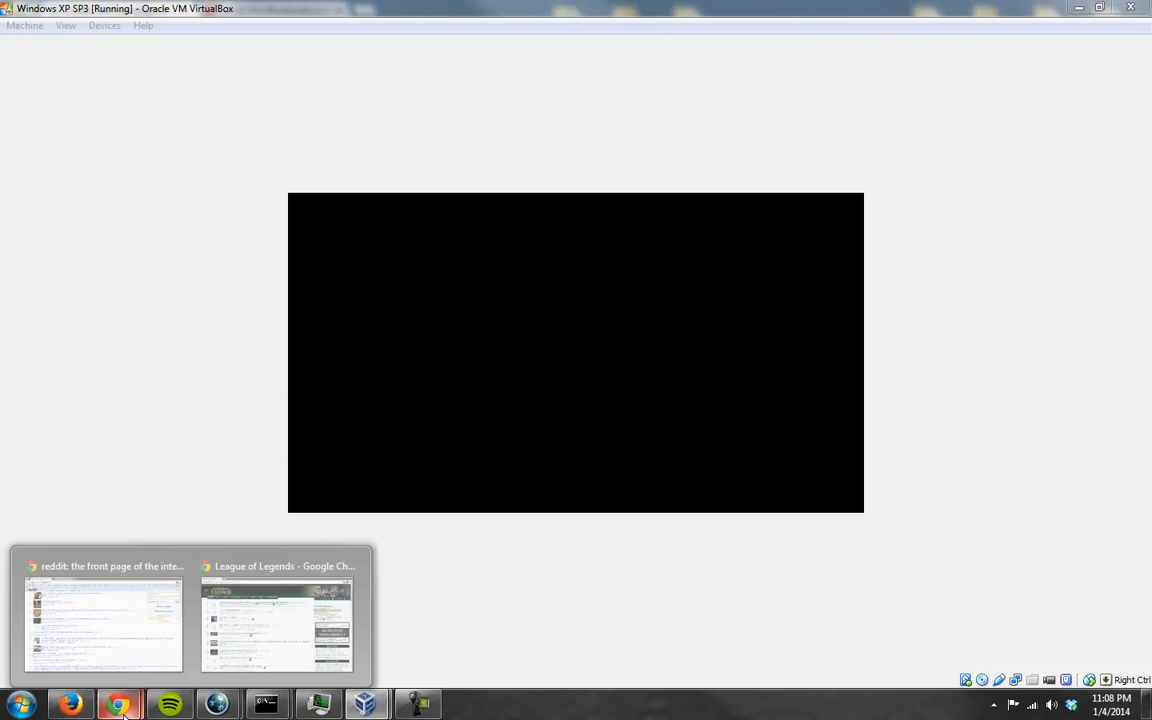 Windows XP SP3 [Running] - Oracle VM VirtualBox
Machine View Devices Help
reddit: the front page of the inte...
League of Legends - Google Ch...
Right Ctrl
11:08 PM
1/4/2014